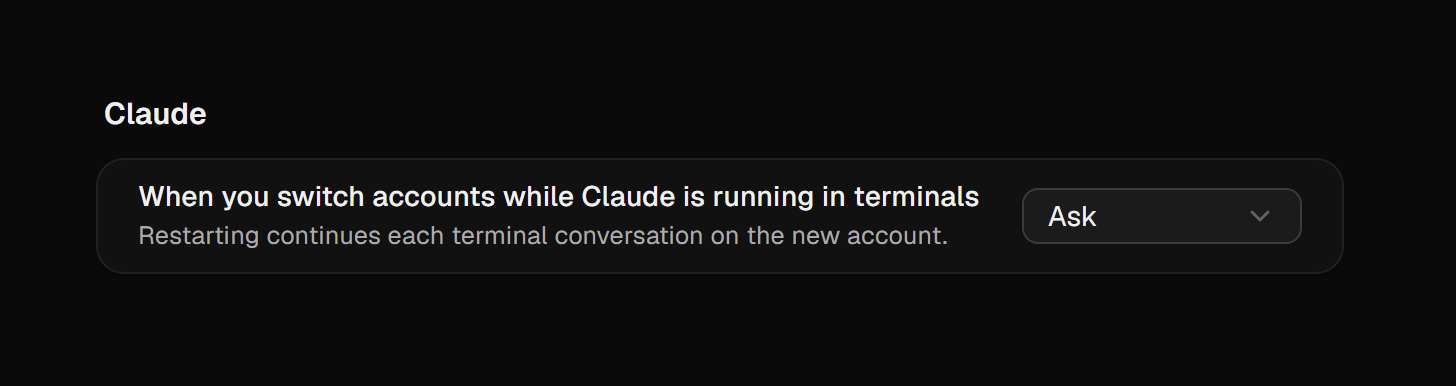 Claude
When you switch accounts while Claude is running in terminals
Restarting continues each terminal conversation on the new account.
Ask